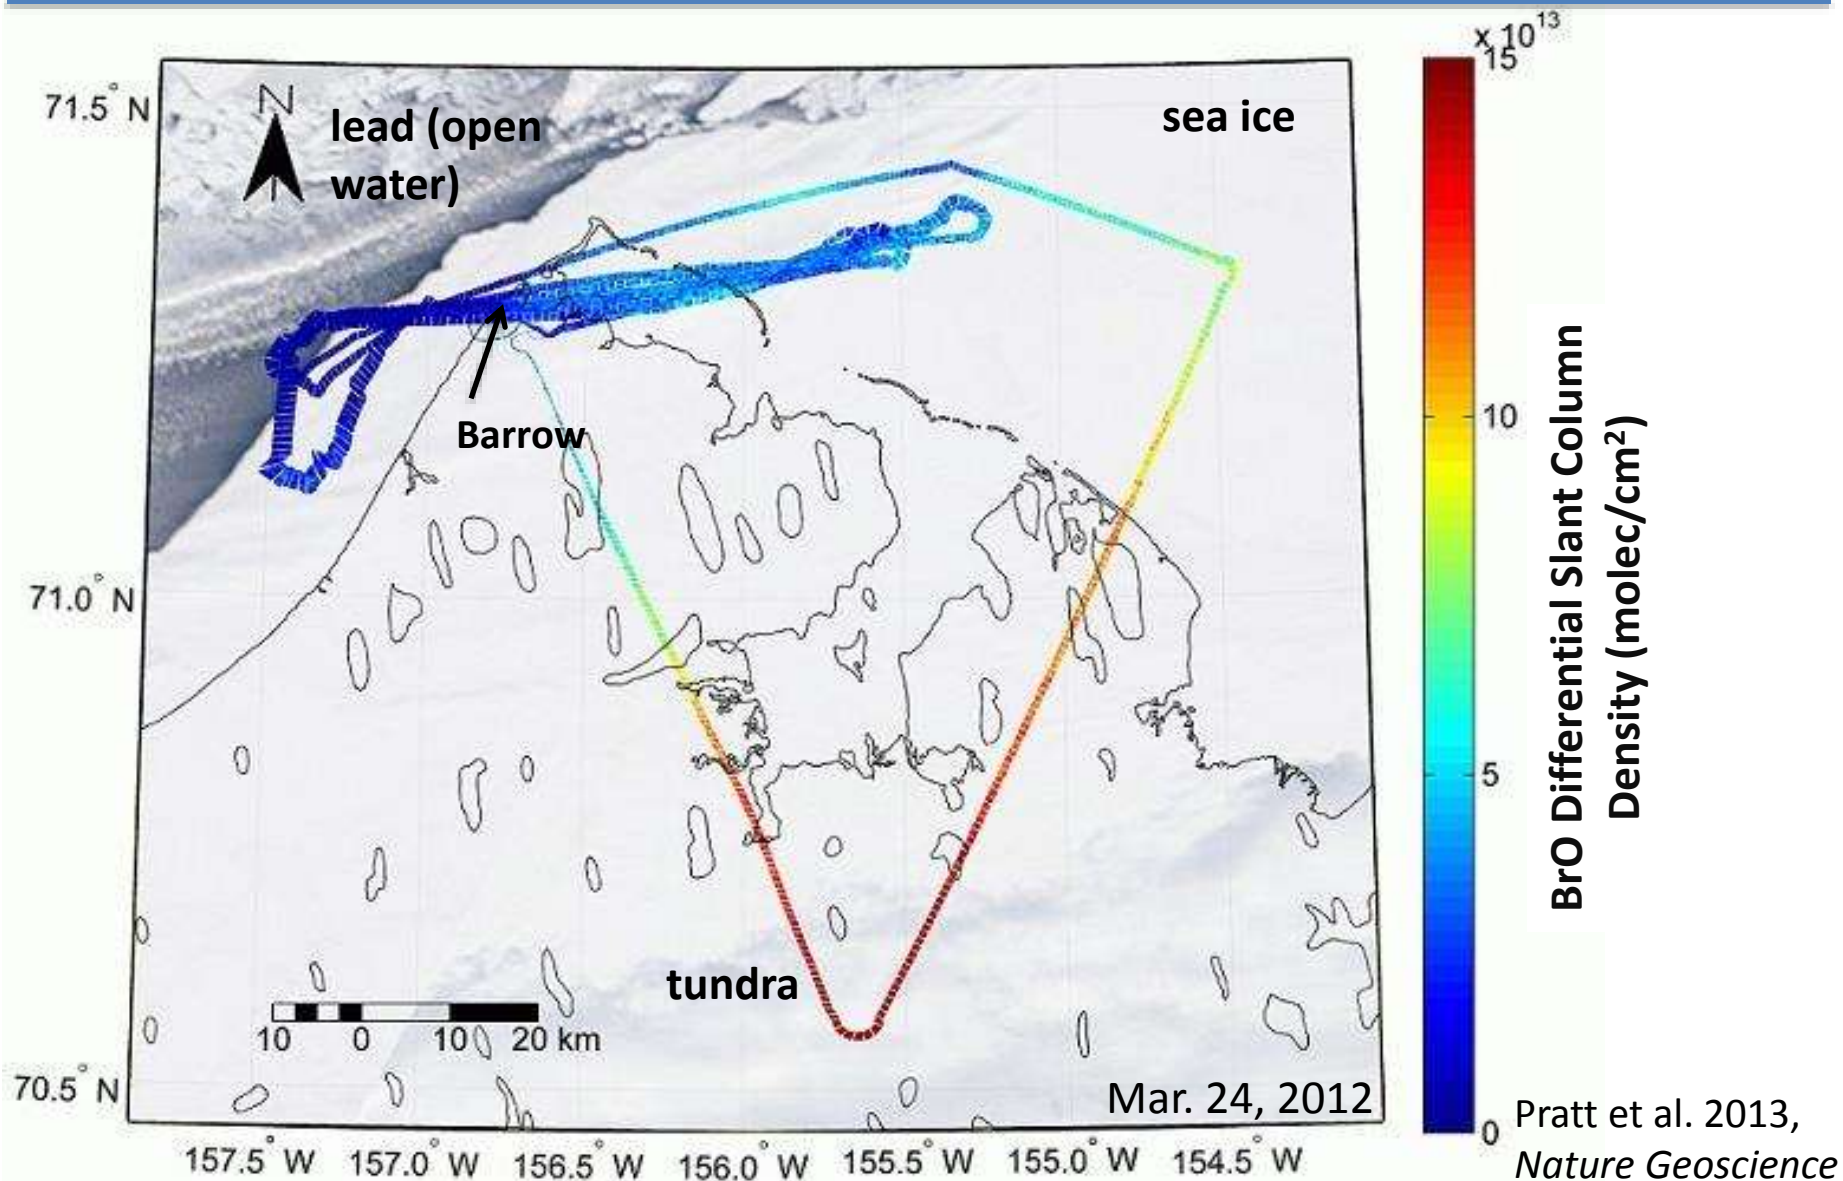 x 10¹³
15
71.5° N
N
lead (open
water)
sea ice
10
BrO Differential Slant Column
Density (molec/cm²)
Barrow
71.0° N
5
tundra
10 0 10 20 km
70.5° N
Mar. 24, 2012
0
Pratt et al. 2013,
Nature Geoscience
157.5° W 157.0° W 156.5° W 156.0° W 155.5° W 155.0° W 154.5° W